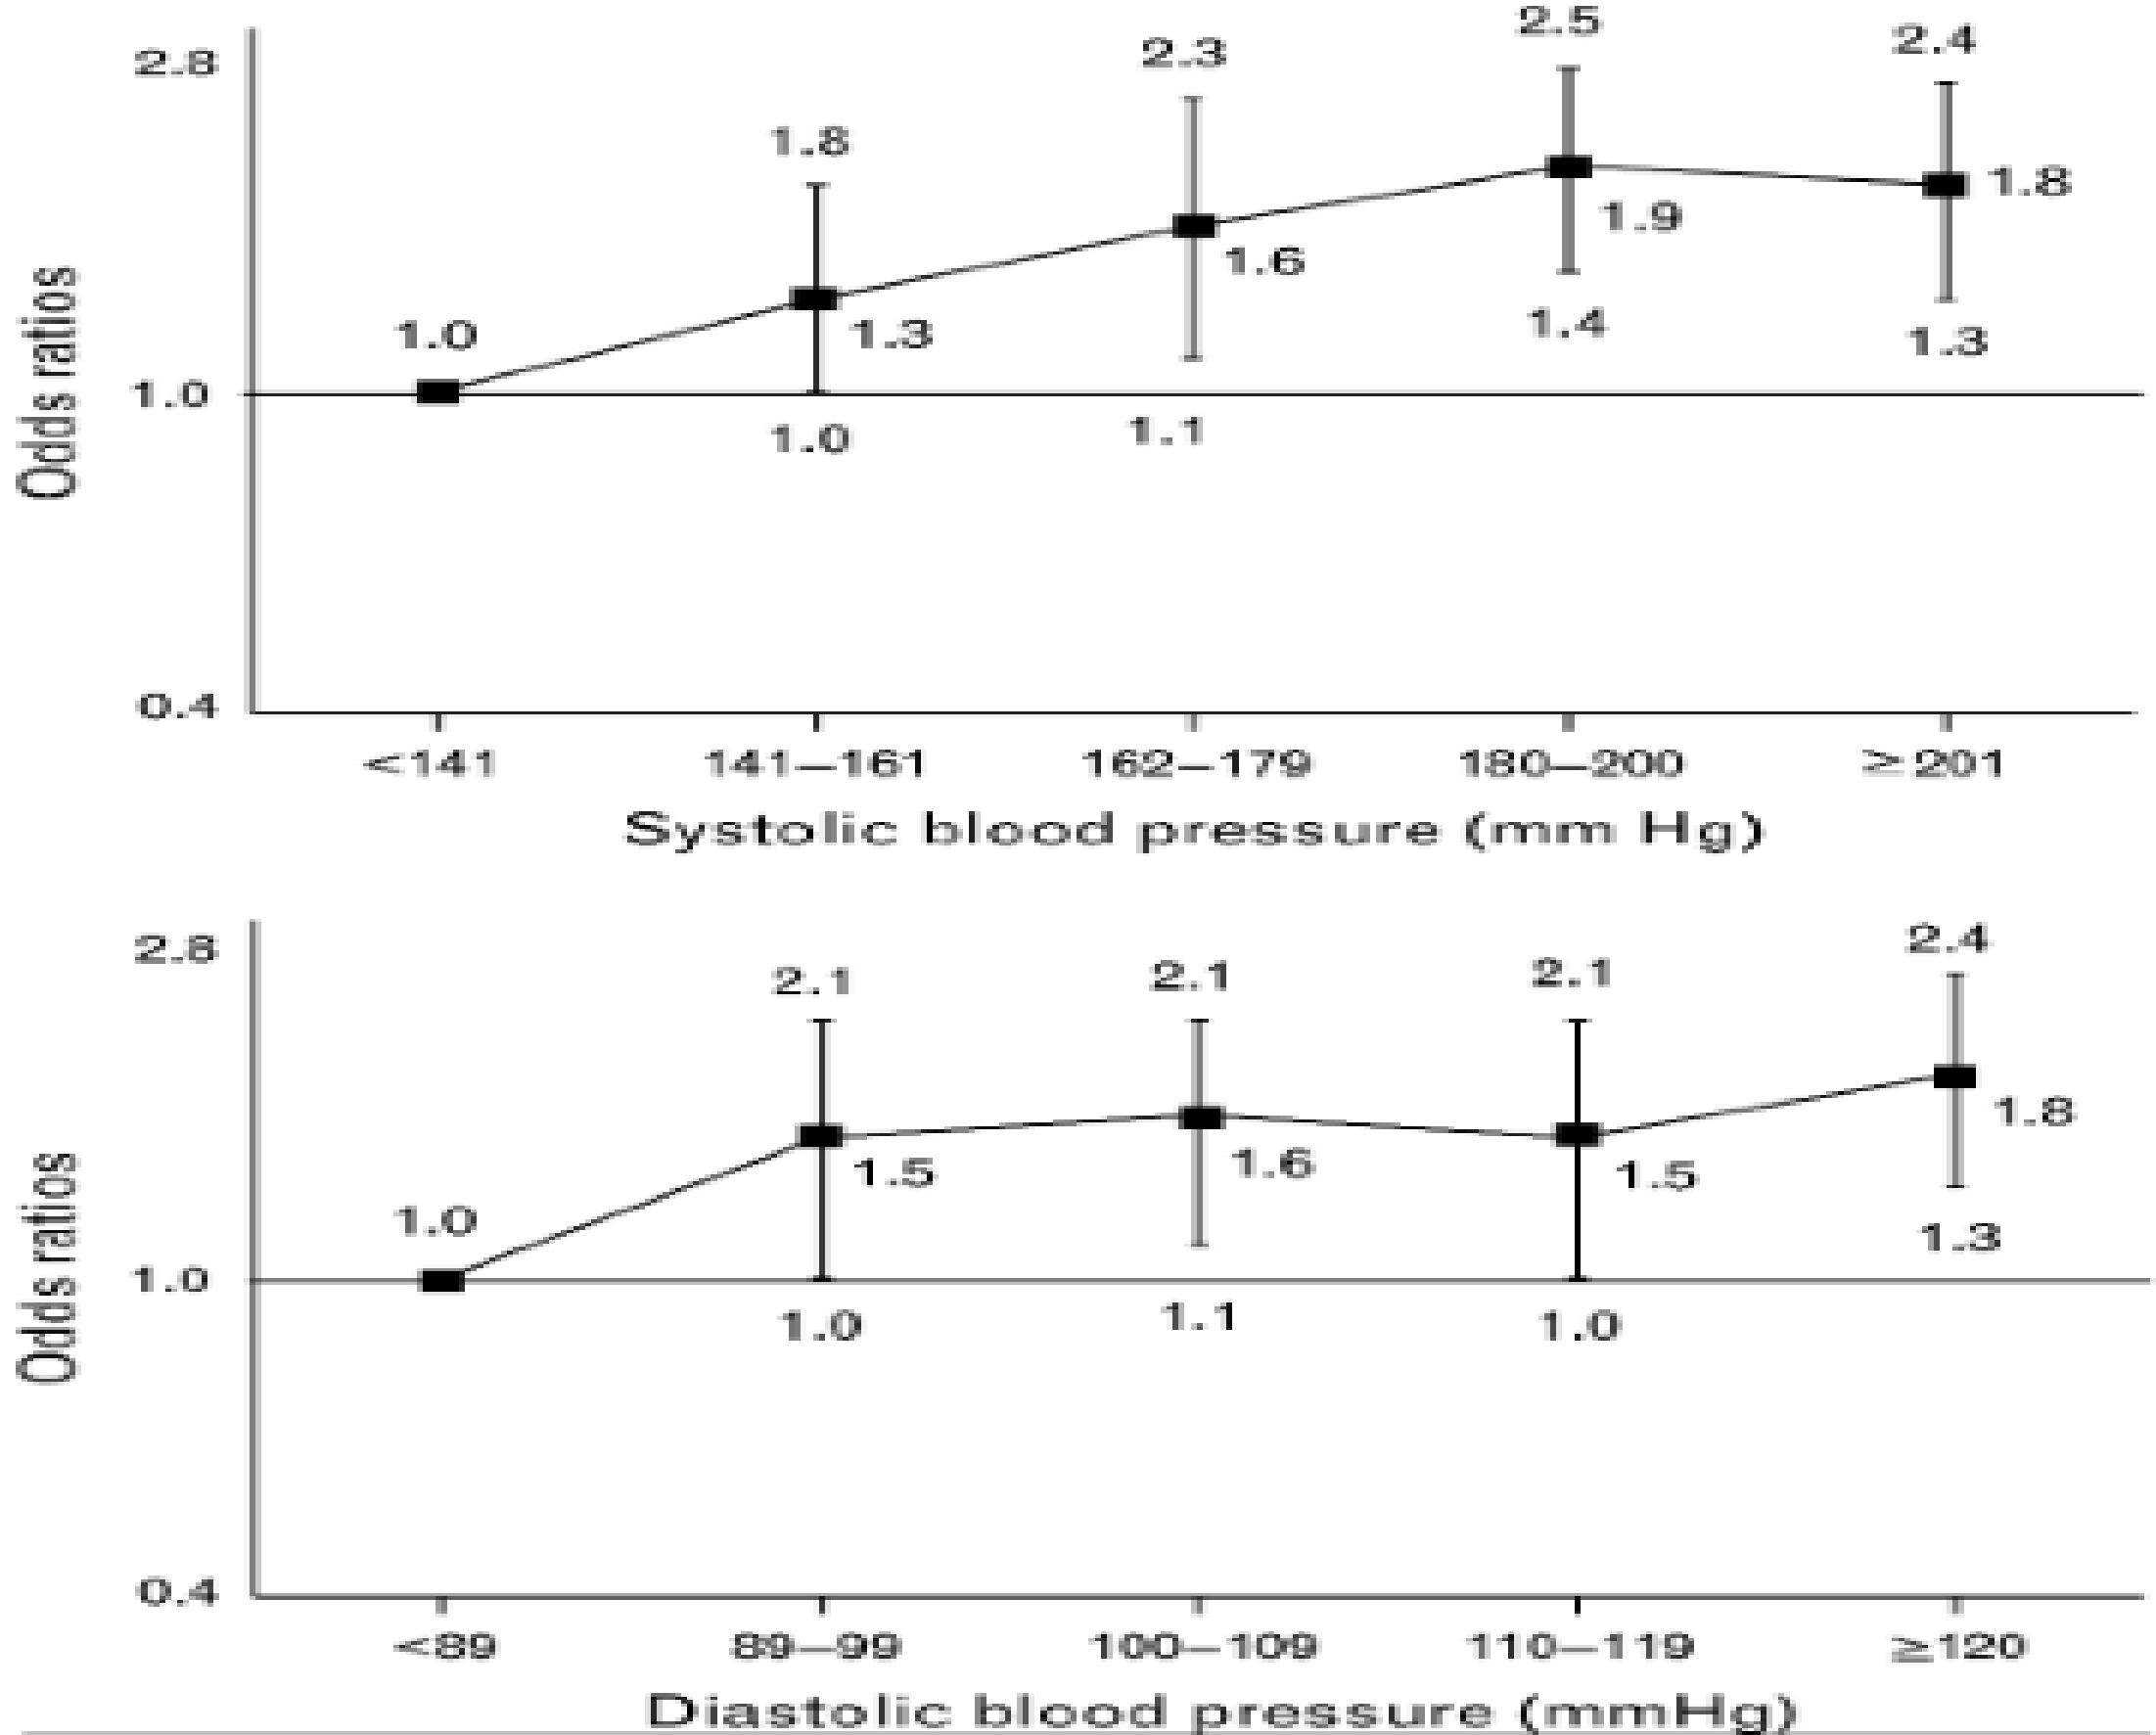 2.5
2.4
2.3
2.8
1.8
1.8
1.9
1.6
1.0
1.3
1.4
1.3
1.0
1.0
1.1
Odds ratios
0.4
<141 141–161 162–179 180–200 ≥201
Systolic blood pressure (mm Hg)
2.8
2.4
2.1 2.1 2.1
1.8
1.5 1.6 1.5
1.0
1.3
1.0
1.0 1.1 1.0
Odds ratios
0.4
<89 89–99 100–109 110–119 ≥120
Diastolic blood pressure (mmHg)